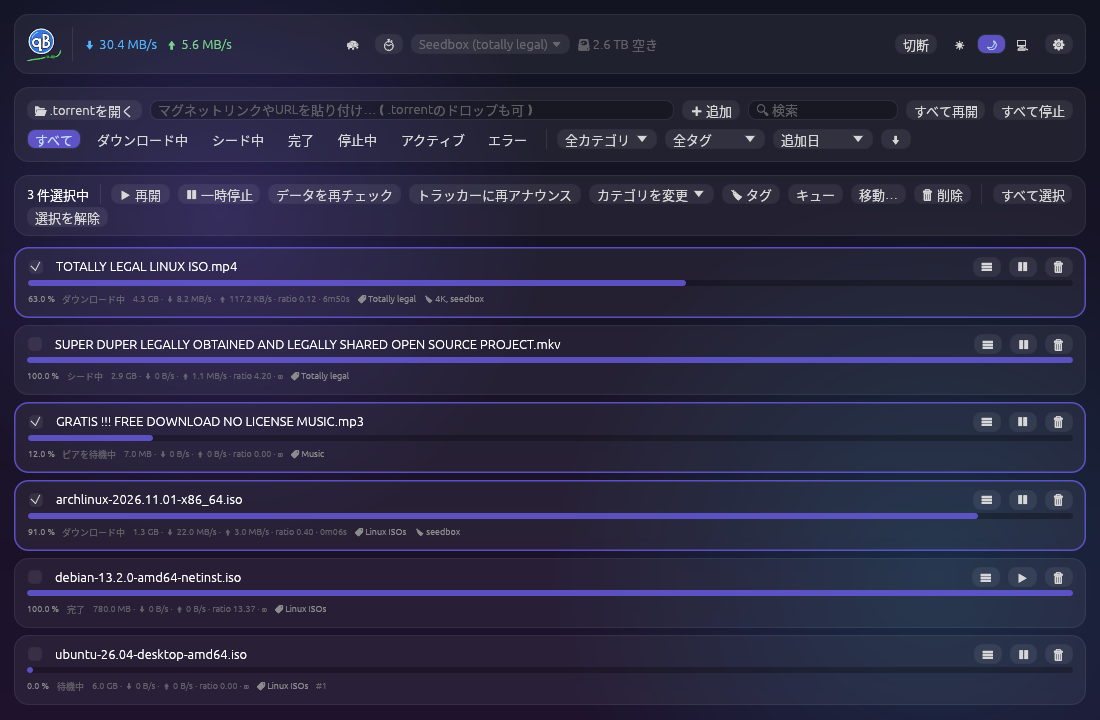 qB 30.4 MB/s 5.6 MB/s Seedbox (totally legal) 2.6 TB 空き 切断
.torrentを開く マグネットリンクやURLを貼り付け… ( .torrentのドロップも可 ) 追加 検索 すべて再開 すべて停止
すべて ダウンロード中 シード中 完了 停止中 アクティブ エラー 全カテゴリ 全タグ 追加日
3 件選択中 再開 一時停止 データを再チェック トラッカーに再アナウンス カテゴリを変更 タグ キュー 移動… 削除 すべて選択
選択を解除
TOTALLY LEGAL LINUX ISO.mp4
63.0 % ダウンロード中 4.3 GB · 8.2 MB/s · 117.2 KB/s · ratio 0.12 · 6m50s Totally legal 4K, seedbox
SUPER DUPER LEGALLY OBTAINED AND LEGALLY SHARED OPEN SOURCE PROJECT.mkv
100.0 % シード中 2.9 GB · 0 B/s · 1.1 MB/s · ratio 4.20 · ∞ Totally legal
GRATIS !!! FREE DOWNLOAD NO LICENSE MUSIC.mp3
12.0 % ピアを待機中 7.0 MB · 0 B/s · 0 B/s · ratio 0.00 · ∞ Music
archlinux-2026.11.01-x86_64.iso
91.0 % ダウンロード中 1.3 GB · 22.0 MB/s · 3.0 MB/s · ratio 0.40 · 0m06s Linux ISOs seedbox
debian-13.2.0-amd64-netinst.iso
100.0 % 完了 780.0 MB · 0 B/s · 0 B/s · ratio 13.37 · ∞ Linux ISOs
ubuntu-26.04-desktop-amd64.iso
0.0 % 待機中 6.0 GB · 0 B/s · 0 B/s · ratio 0.00 · ∞ Linux ISOs #1